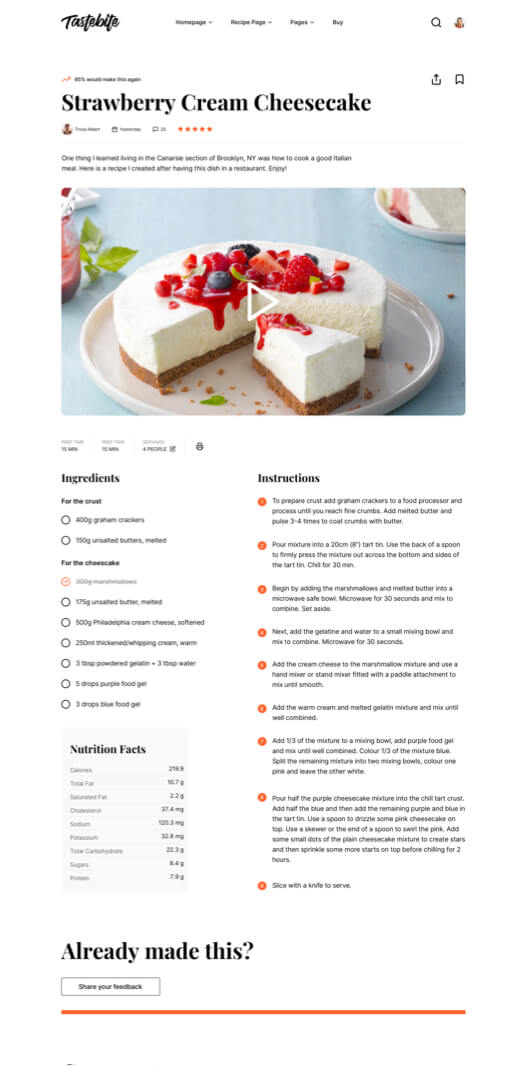 Tastebite
Homepage Recipe Page Pages Buy
85% would make this again
Strawberry Cream Cheesecake
Tricia Albert Yesterday 25
One thing I learned living in the Canarsie section of Brooklyn, NY was how to cook a good Italian
meal. Here is a recipe I created after having this dish in a restaurant. Enjoy!
PREP TIME PREP TIME SERVINGS
15 MIN 15 MIN 4 PEOPLE
Ingredients
For the crust
400g graham crackers
150g unsalted butters, melted
For the cheescake
300g marshmallows
175g unsalted butter, melted
500g Philadelphia cream cheese, softened
250ml thickened/whipping cream, warm
3 tbsp powdered gelatin + 3 tbsp water
5 drops purple food gel
3 drops blue food gel
Nutrition Facts
Calories 219.9
Total Fat 10.7 g
Saturated Fat 2.2 g
Cholesterol 37.4 mg
Sodium 120.3 mg
Potassium 32.8 mg
Total Carbohydrate 22.3 g
Sugars 8.4 g
Protein 7.9 g
Instructions
1 To prepare crust add graham crackers to a food processor and
process until you reach fine crumbs. Add melted butter and
pulse 3-4 times to coat crumbs with butter.
2 Pour mixture into a 20cm (8") tart tin. Use the back of a spoon
to firmly press the mixture out across the bottom and sides of
the tart tin. Chill for 30 min.
3 Begin by adding the marshmallows and melted butter into a
microwave safe bowl. Microwave for 30 seconds and mix to
combine. Set aside.
4 Next, add the gelatine and water to a small mixing bowl and
mix to combine. Microwave for 30 seconds.
5 Add the cream cheese to the marshmallow mixture and use a
hand mixer or stand mixer fitted with a paddle attachment to
mix until smooth.
6 Add the warm cream and melted gelatin mixture and mix until
well combined.
7 Add 1/3 of the mixture to a mixing bowl, add purple food gel
and mix until well combined. Colour 1/3 of the mixture blue.
Split the remaining mixture into two mixing bowls, colour one
pink and leave the other white.
8 Pour half the purple cheesecake mixture into the chill tart crust.
Add half the blue and then add the remaining purple and blue in
the tart tin. Use a spoon to drizzle some pink cheesecake on
top. Use a skewer or the end of a spoon to swirl the pink. Add
some small dots of the plain cheesecake mixture to create stars
and then sprinkle some more starts on top before chilling for 2
hours.
9 Slice with a knife to serve.
Already made this?
Share your feedback